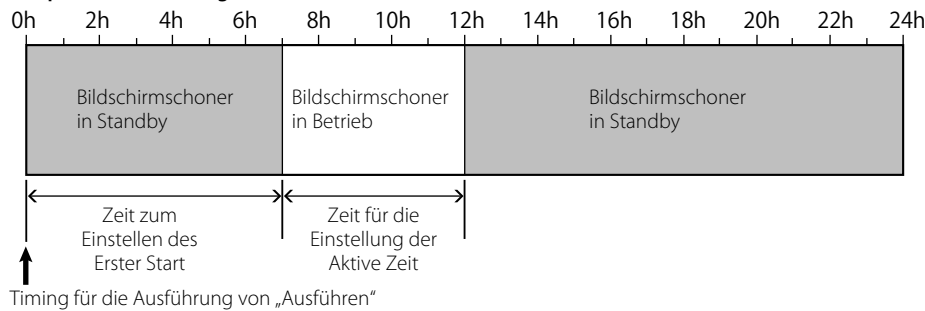 0h 2h 4h 6h 8h 10h 12h 14h 16h 18h 20h 22h 24h
Bildschirmschoner
in Standby
Bildschirmschoner
in Betrieb
Bildschirmschoner
in Standby
Zeit zum
Einstellen des
Erster Start
Zeit für die
Einstellung der
Aktive Zeit
Timing für die Ausführung von „Ausführen“